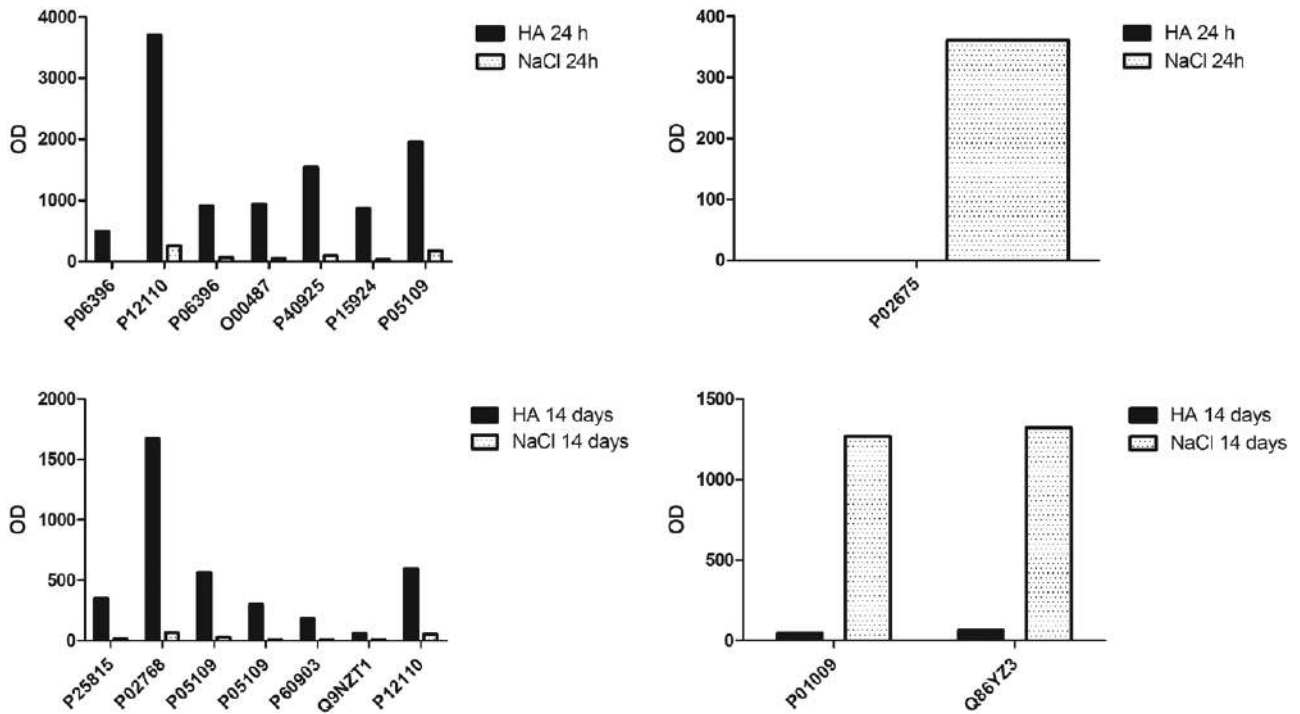 4000
3000
2000
1000
0
OD
HA 24 h
NaCl 24h
P06396
P12110
P06396
O00487
P40925
P15924
P05109
400
300
200
100
0
OD
HA 24 h
NaCl 24h
P02675
2000
1500
1000
500
0
OD
HA 14 days
NaCl 14 days
P25815
P02768
P05109
P05109
P60903
Q9NZT1
P12110
1500
1000
500
0
OD
HA 14 days
NaCl 14 days
P01009
Q86YZ3